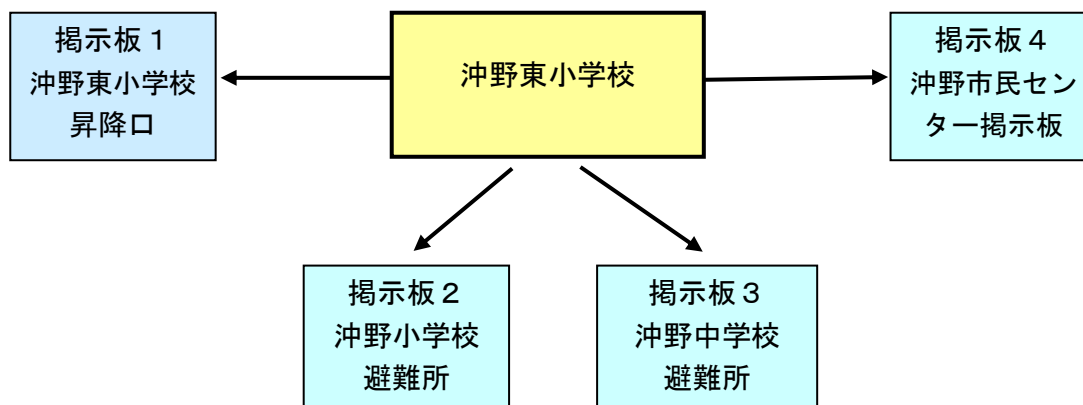 掲示板１
沖野東小学校
昇降口
沖野東小学校
掲示板４
沖野市民セン
ター掲示板
掲示板２
沖野小学校
避難所
掲示板３
沖野中学校
避難所